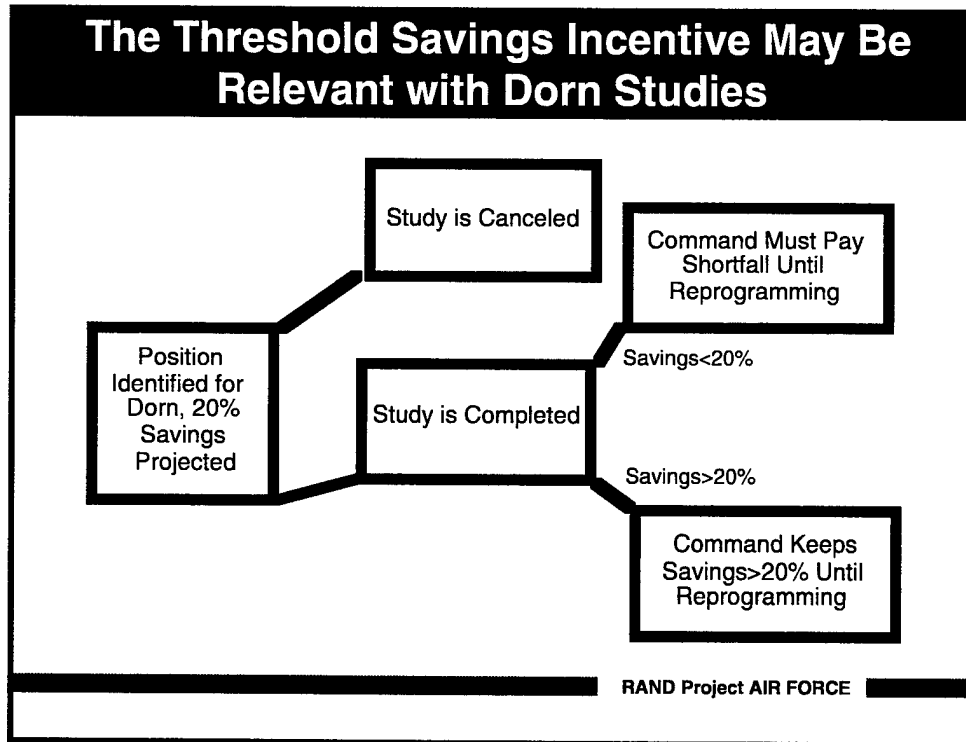 The Threshold Savings Incentive May Be
Relevant with Dorn Studies
Study is Canceled
Command Must Pay
Shortfall Until
Reprogramming
Position
Identified for
Dorn, 20%
Savings
Projected
Savings<20%
Study is Completed
Savings>20%
Command Keeps
Savings>20% Until
Reprogramming
RAND Project AIR FORCE